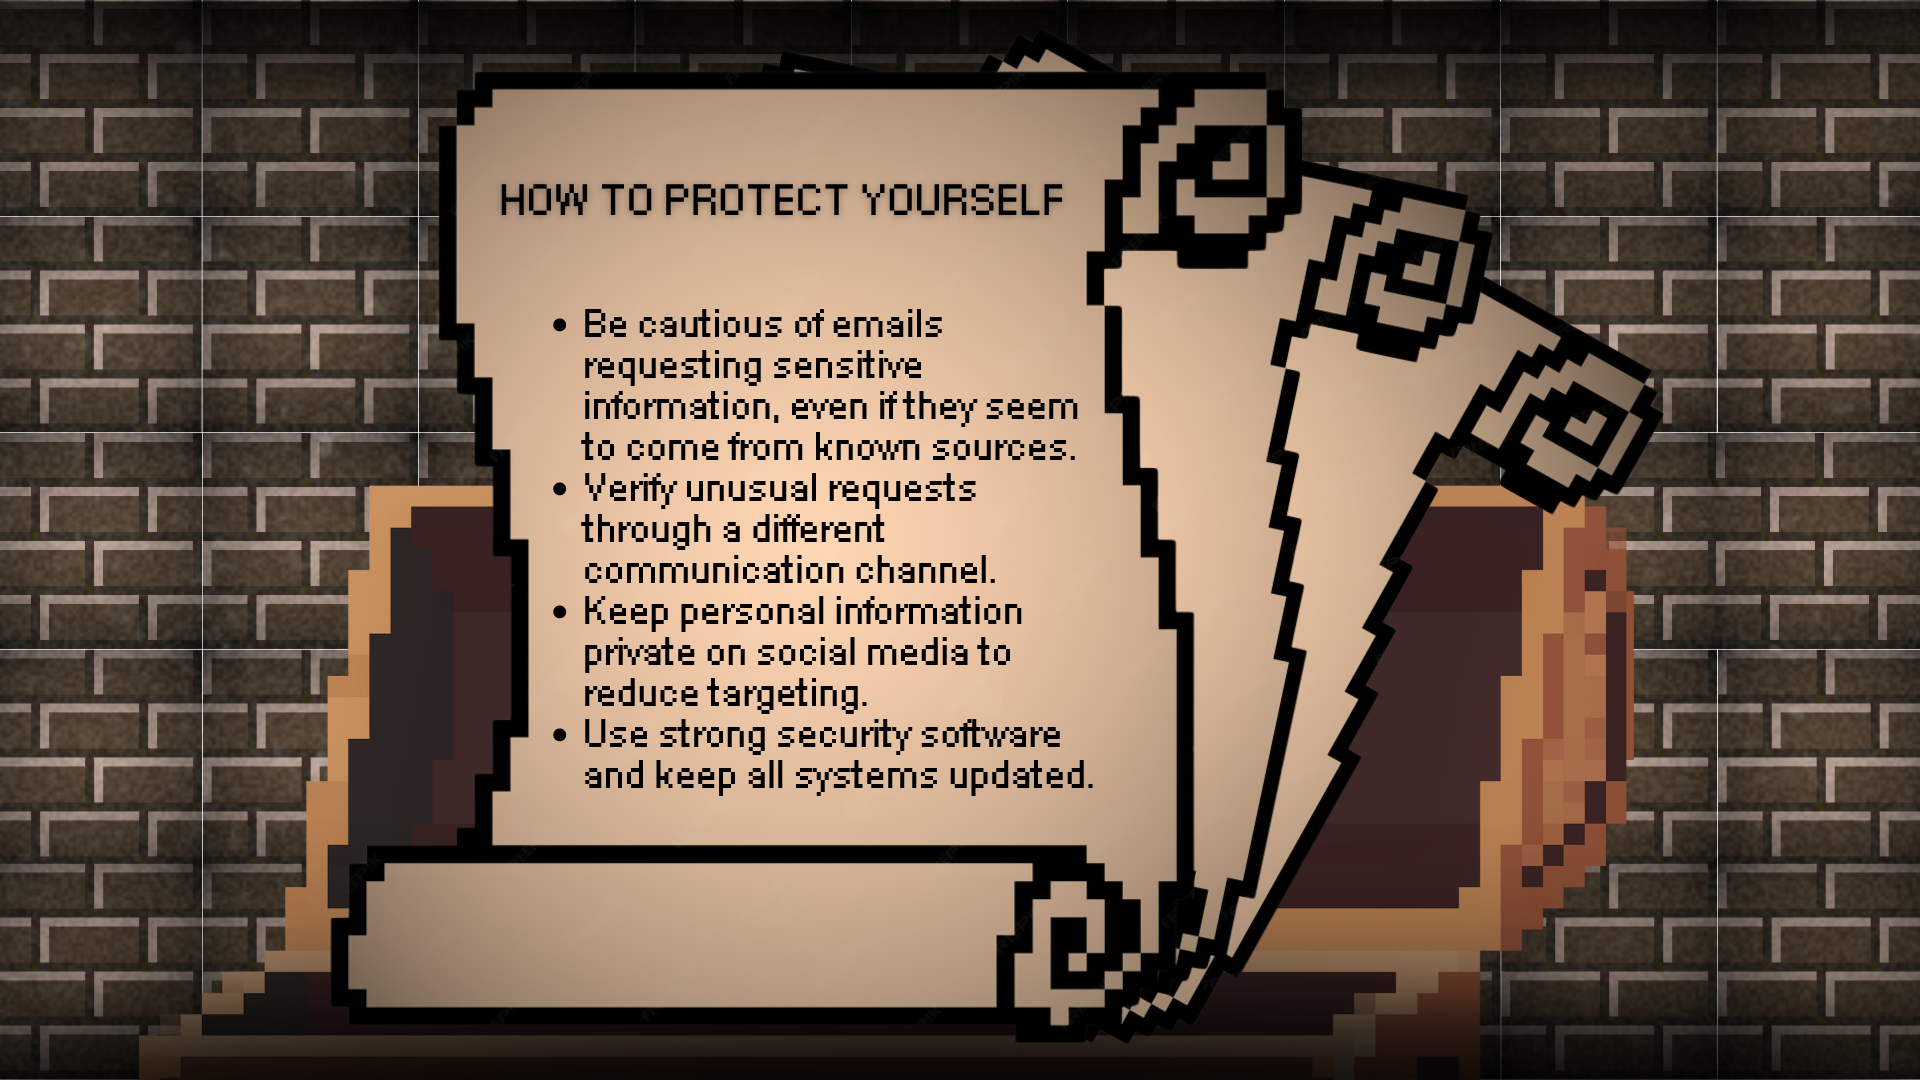 HOW TO PROTECT YOURSELF
• Be cautious of emails
requesting sensitive
information, even if they seem
to come from known sources.
• Verify unusual requests
through a different
communication channel.
• Keep personal information
private on social media to
reduce targeting.
• Use strong security software
and keep all systems updated.